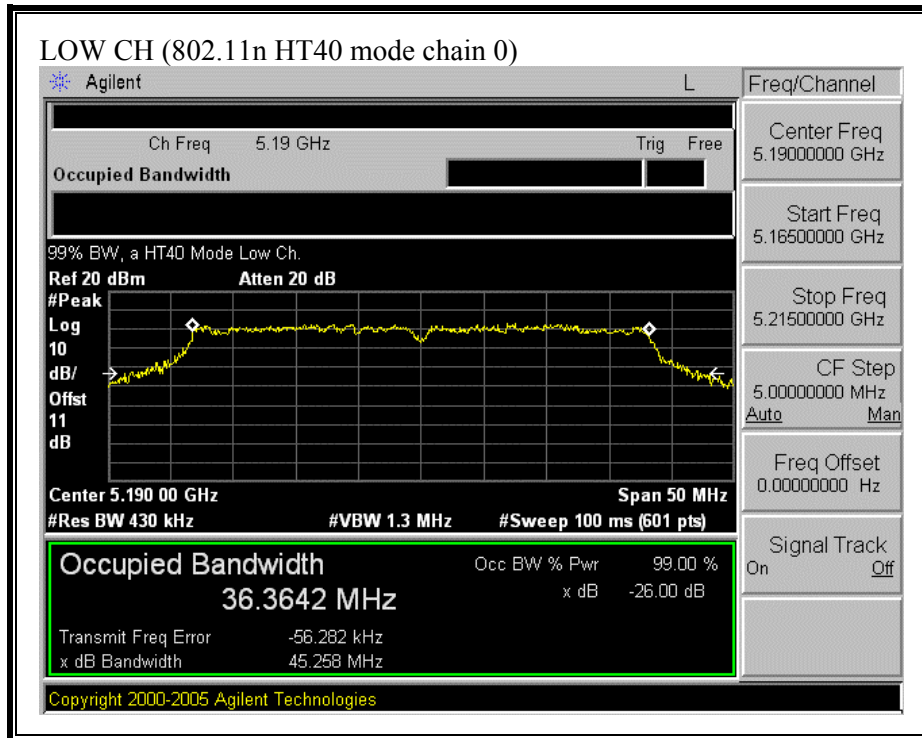 LOW CH (802.11n HT40 mode chain 0)
Agilent L Freq/Channel
Ch Freq 5.19 GHz Trig Free
Occupied Bandwidth
Center Freq
5.19000000 GHz
Start Freq
5.16500000 GHz
99% BW, a HT40 Mode Low Ch.
Ref 20 dBm Atten 20 dB
#Peak
Log
10
dB/
Offst
11
dB
Stop Freq
5.21500000 GHz
CF Step
5.00000000 MHz
Auto Man
Freq Offset
0.00000000 Hz
Center 5.190 00 GHz Span 50 MHz
#Res BW 430 kHz #VBW 1.3 MHz #Sweep 100 ms (601 pts)
Signal Track
On Off
Occupied Bandwidth Occ BW % Pwr 99.00 %
36.3642 MHz x dB -26.00 dB
Transmit Freq Error -56.282 kHz
x dB Bandwidth 45.258 MHz
Copyright 2000-2005 Agilent Technologies